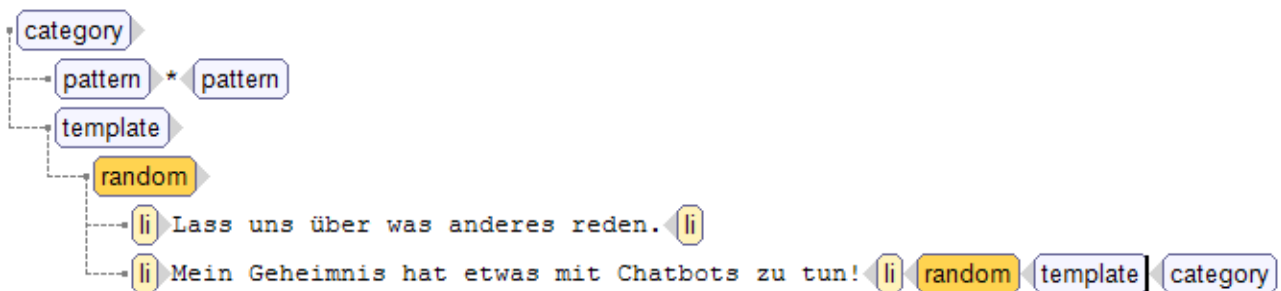 category
pattern * pattern
template
random
li Lass uns über was anderes reden. li
li Mein Geheimnis hat etwas mit Chatbots zu tun! li random template category